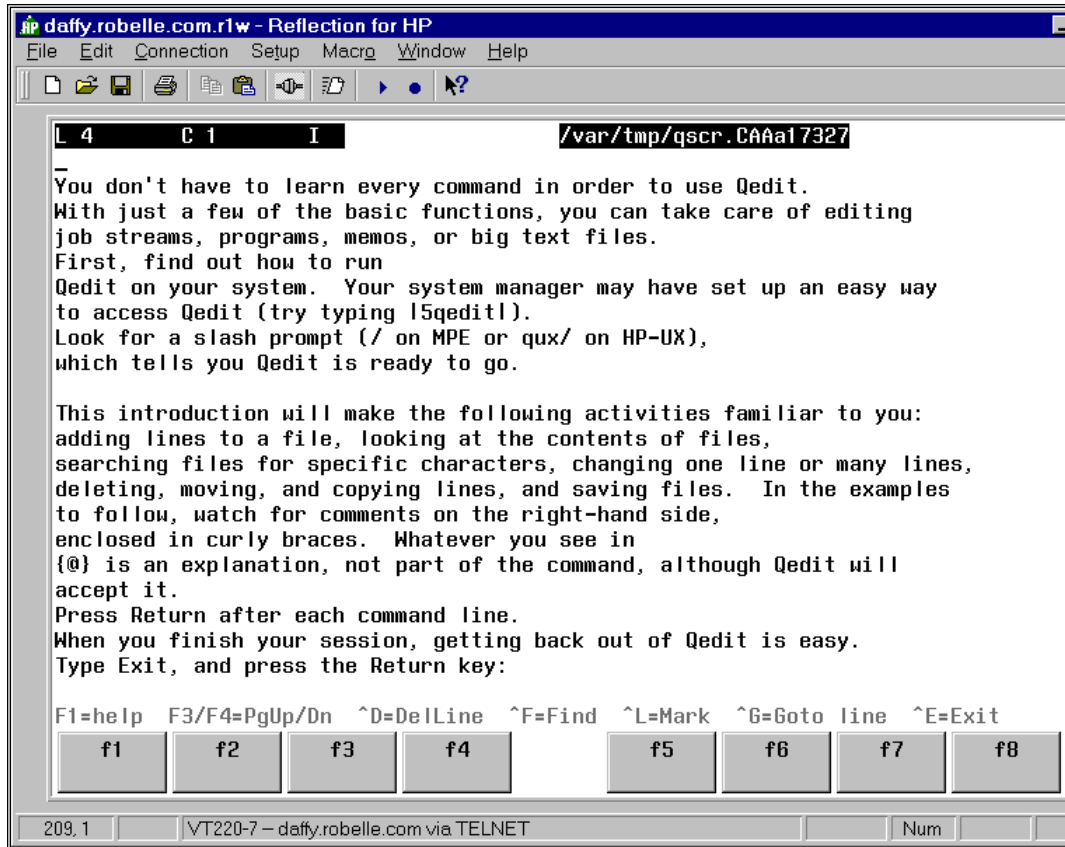 daffy.robelle.com.r1w - Reflection for HP
File Edit Connection Setup Macro Window Help
L 4 C 1 I /var/tmp/qscr.CAAa17327
You don't have to learn every command in order to use Qedit.
With just a few of the basic functions, you can take care of editing
job streams, programs, memos, or big text files.
First, find out how to run
Qedit on your system.  Your system manager may have set up an easy way
to access Qedit (try typing |5qedit|).
Look for a slash prompt (/ on MPE or qux/ on HP-UX),
which tells you Qedit is ready to go.
This introduction will make the following activities familiar to you:
adding lines to a file, looking at the contents of files,
searching files for specific characters, changing one line or many lines,
deleting, moving, and copying lines, and saving files.  In the examples
to follow, watch for comments on the right-hand side,
enclosed in curly braces.  Whatever you see in
{@} is an explanation, not part of the command, although Qedit will
accept it.
Press Return after each command line.
When you finish your session, getting back out of Qedit is easy.
Type Exit, and press the Return key:
F1=help  F3/F4=PgUp/Dn  ^D=DelLine  ^F=Find  ^L=Mark  ^G=Goto line  ^E=Exit
f1 f2 f3 f4 f5 f6 f7 f8
209, 1 VT220-7 -- daffy.robelle.com via TELNET Num